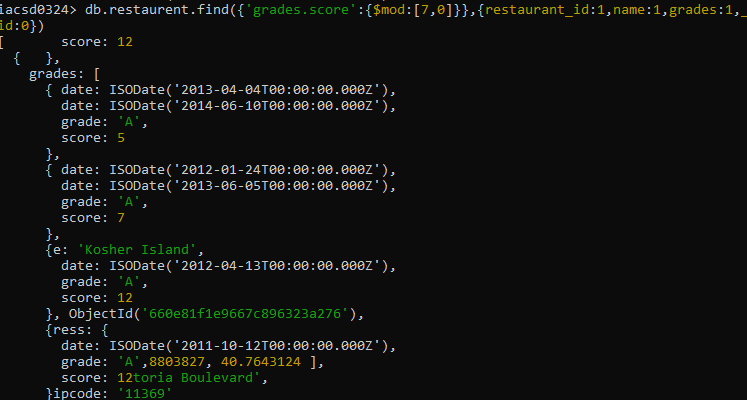 iacsd0324> db.restaurent.find({'grades.score':{$mod:[7,0]}},{restaurant_id:1,name:1,grades:1,_
id:0})
[       score: 12
  {   },
    grades: [
      { date: ISODate('2013-04-04T00:00:00.000Z'),
        date: ISODate('2014-06-10T00:00:00.000Z'),
        grade: 'A',
        score: 5
      },
      { date: ISODate('2012-01-24T00:00:00.000Z'),
        date: ISODate('2013-06-05T00:00:00.000Z'),
        grade: 'A',
        score: 7
      },
      {e: 'Kosher Island',
        date: ISODate('2012-04-13T00:00:00.000Z'),
        grade: 'A',
        score: 12
      }, ObjectId('660e81f1e9667c896323a276'),
      {ress: {
        date: ISODate('2011-10-12T00:00:00.000Z'),
        grade: 'A',8803827, 40.7643124 ],
        score: 12toria Boulevard',
      }ipcode: '11369'